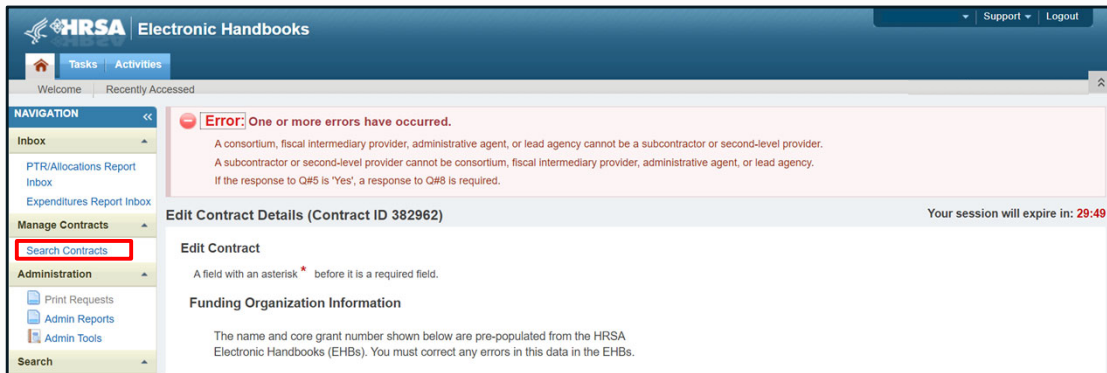 HRSA Electronic Handbooks
Support Logout
Tasks Activities
Welcome Recently Accessed
NAVIGATION
Inbox
PTR/Allocations Report
Inbox
Expenditures Report Inbox
Manage Contracts
Search Contracts
Administration
Print Requests
Admin Reports
Admin Tools
Search
Error: One or more errors have occurred.
A consortium, fiscal intermediary provider, administrative agent, or lead agency cannot be a subcontractor or second-level provider.
A subcontractor or second-level provider cannot be consortium, fiscal intermediary provider, administrative agent, or lead agency.
If the response to Q#5 is 'Yes', a response to Q#8 is required.
Edit Contract Details (Contract ID 382962)
Your session will expire in: 29:49
Edit Contract
A field with an asterisk * before it is a required field.
Funding Organization Information
The name and core grant number shown below are pre-populated from the HRSA
Electronic Handbooks (EHBs). You must correct any errors in this data in the EHBs.